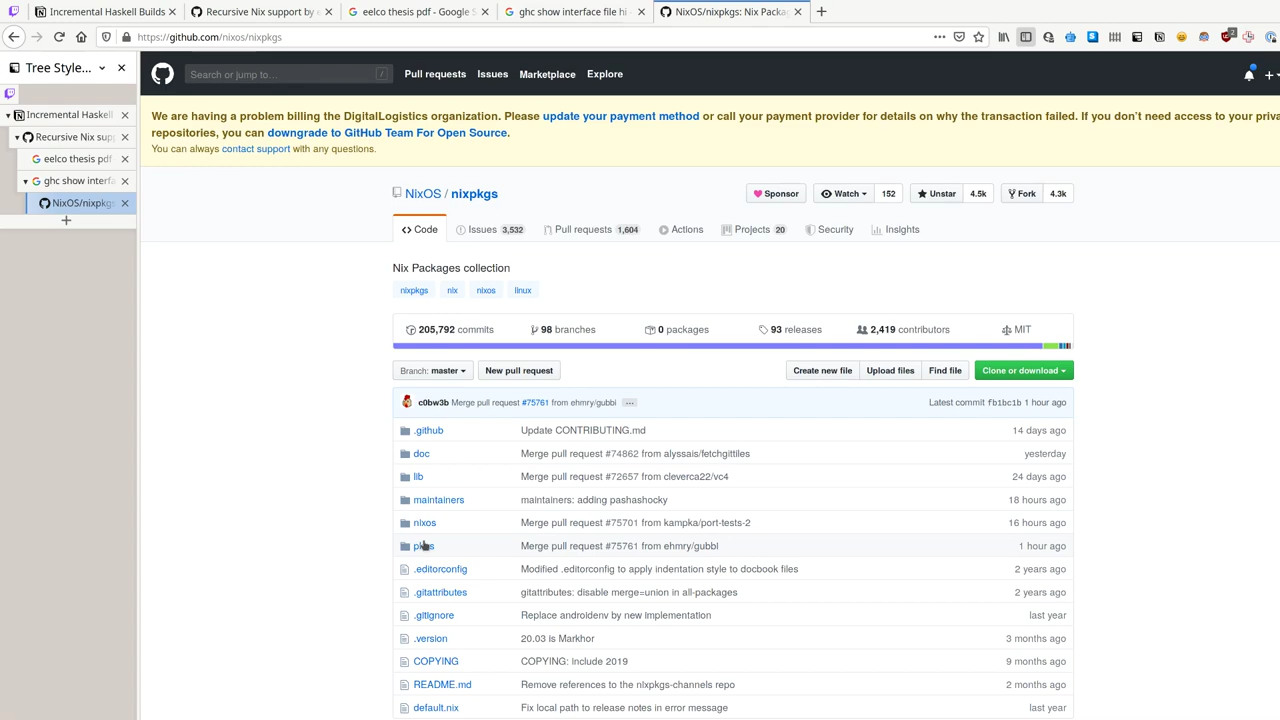 Incremental Haskell Builds
Recursive Nix support by e
eelco thesis pdf - Google S
ghc show interface file hi -
NixOS/nixpkgs: Nix Packa
https://github.com/nixos/nixpkgs
2
Tree Style...
Incremental Haskell
Recursive Nix sup
eelco thesis pdf
ghc show interfa
NixOS/nixpkgs
Search or jump to…
/
Pull requests
Issues
Marketplace
Explore
We are having a problem billing the DigitalLogistics organization. Please update your payment method or call your payment provider for details on why the transaction failed. If you don't need access to your priva
repositories, you can downgrade to GitHub Team For Open Source.
You can always contact support with any questions.
NixOS / nixpkgs
Sponsor
Watch
152
Unstar
4.5k
Fork
4.3k
Code
Issues 3,532
Pull requests 1,604
Actions
Projects 20
Security
Insights
Nix Packages collection
nixpkgs
nix
nixos
linux
205,792 commits
98 branches
0 packages
93 releases
2,419 contributors
MIT
Branch: master
New pull request
Create new file
Upload files
Find file
Clone or download
c0bw3b Merge pull request #75761 from ehmry/gubbi ...
Latest commit fb1bc1b 1 hour ago
.github Update CONTRIBUTING.md 14 days ago
doc Merge pull request #74862 from alyssais/fetchgittiles yesterday
lib Merge pull request #72657 from cleverca22/vc4 24 days ago
maintainers maintainers: adding pashashocky 18 hours ago
nixos Merge pull request #75701 from kampka/port-tests-2 16 hours ago
pkgs Merge pull request #75761 from ehmry/gubbi 1 hour ago
.editorconfig Modified .editorconfig to apply indentation style to docbook files 2 years ago
.gitattributes gitattributes: disable merge=union in all-packages 2 years ago
.gitignore Replace androidenv by new implementation last year
.version 20.03 is Markhor 3 months ago
COPYING COPYING: include 2019 9 months ago
README.md Remove references to the nixpkgs-channels repo 2 months ago
default.nix Fix local path to release notes in error message last year